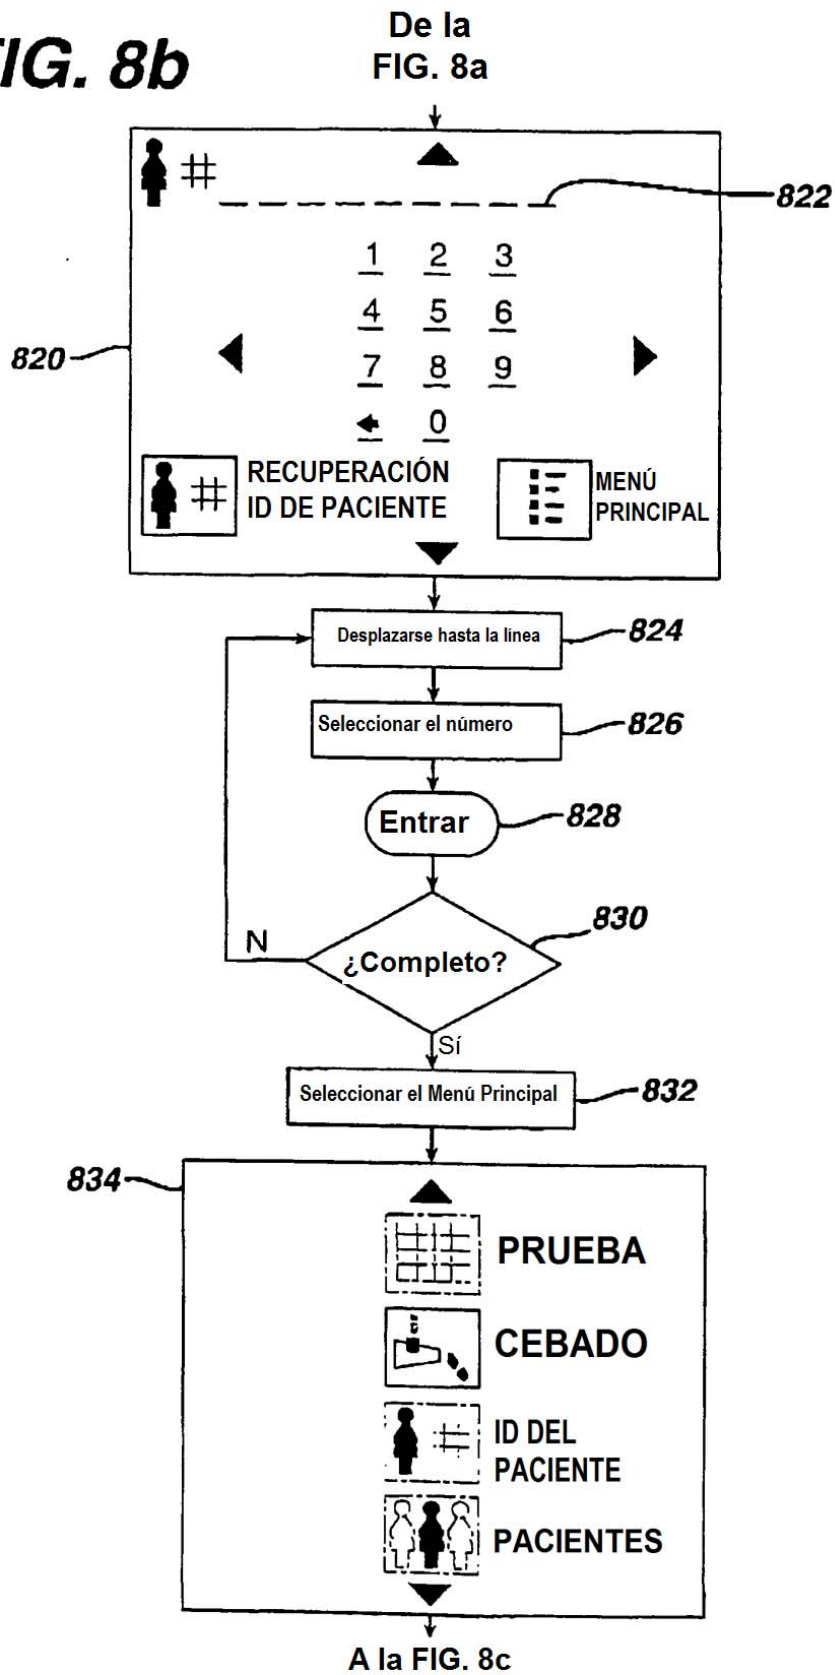 FIG. 8b
De la
FIG. 8a
822
1 2 3
4 5 6
820
7 8 9
0
RECUPERACIÓN
ID DE PACIENTE
MENÚ
PRINCIPAL
Desplazarse hasta la línea
824
Seleccionar el número
826
Entrar
828
830
N
¿Completo?
Sí
Seleccionar el Menú Principal
832
834
PRUEBA
CEBADO
ID DEL
PACIENTE
PACIENTES
A la FIG. 8c